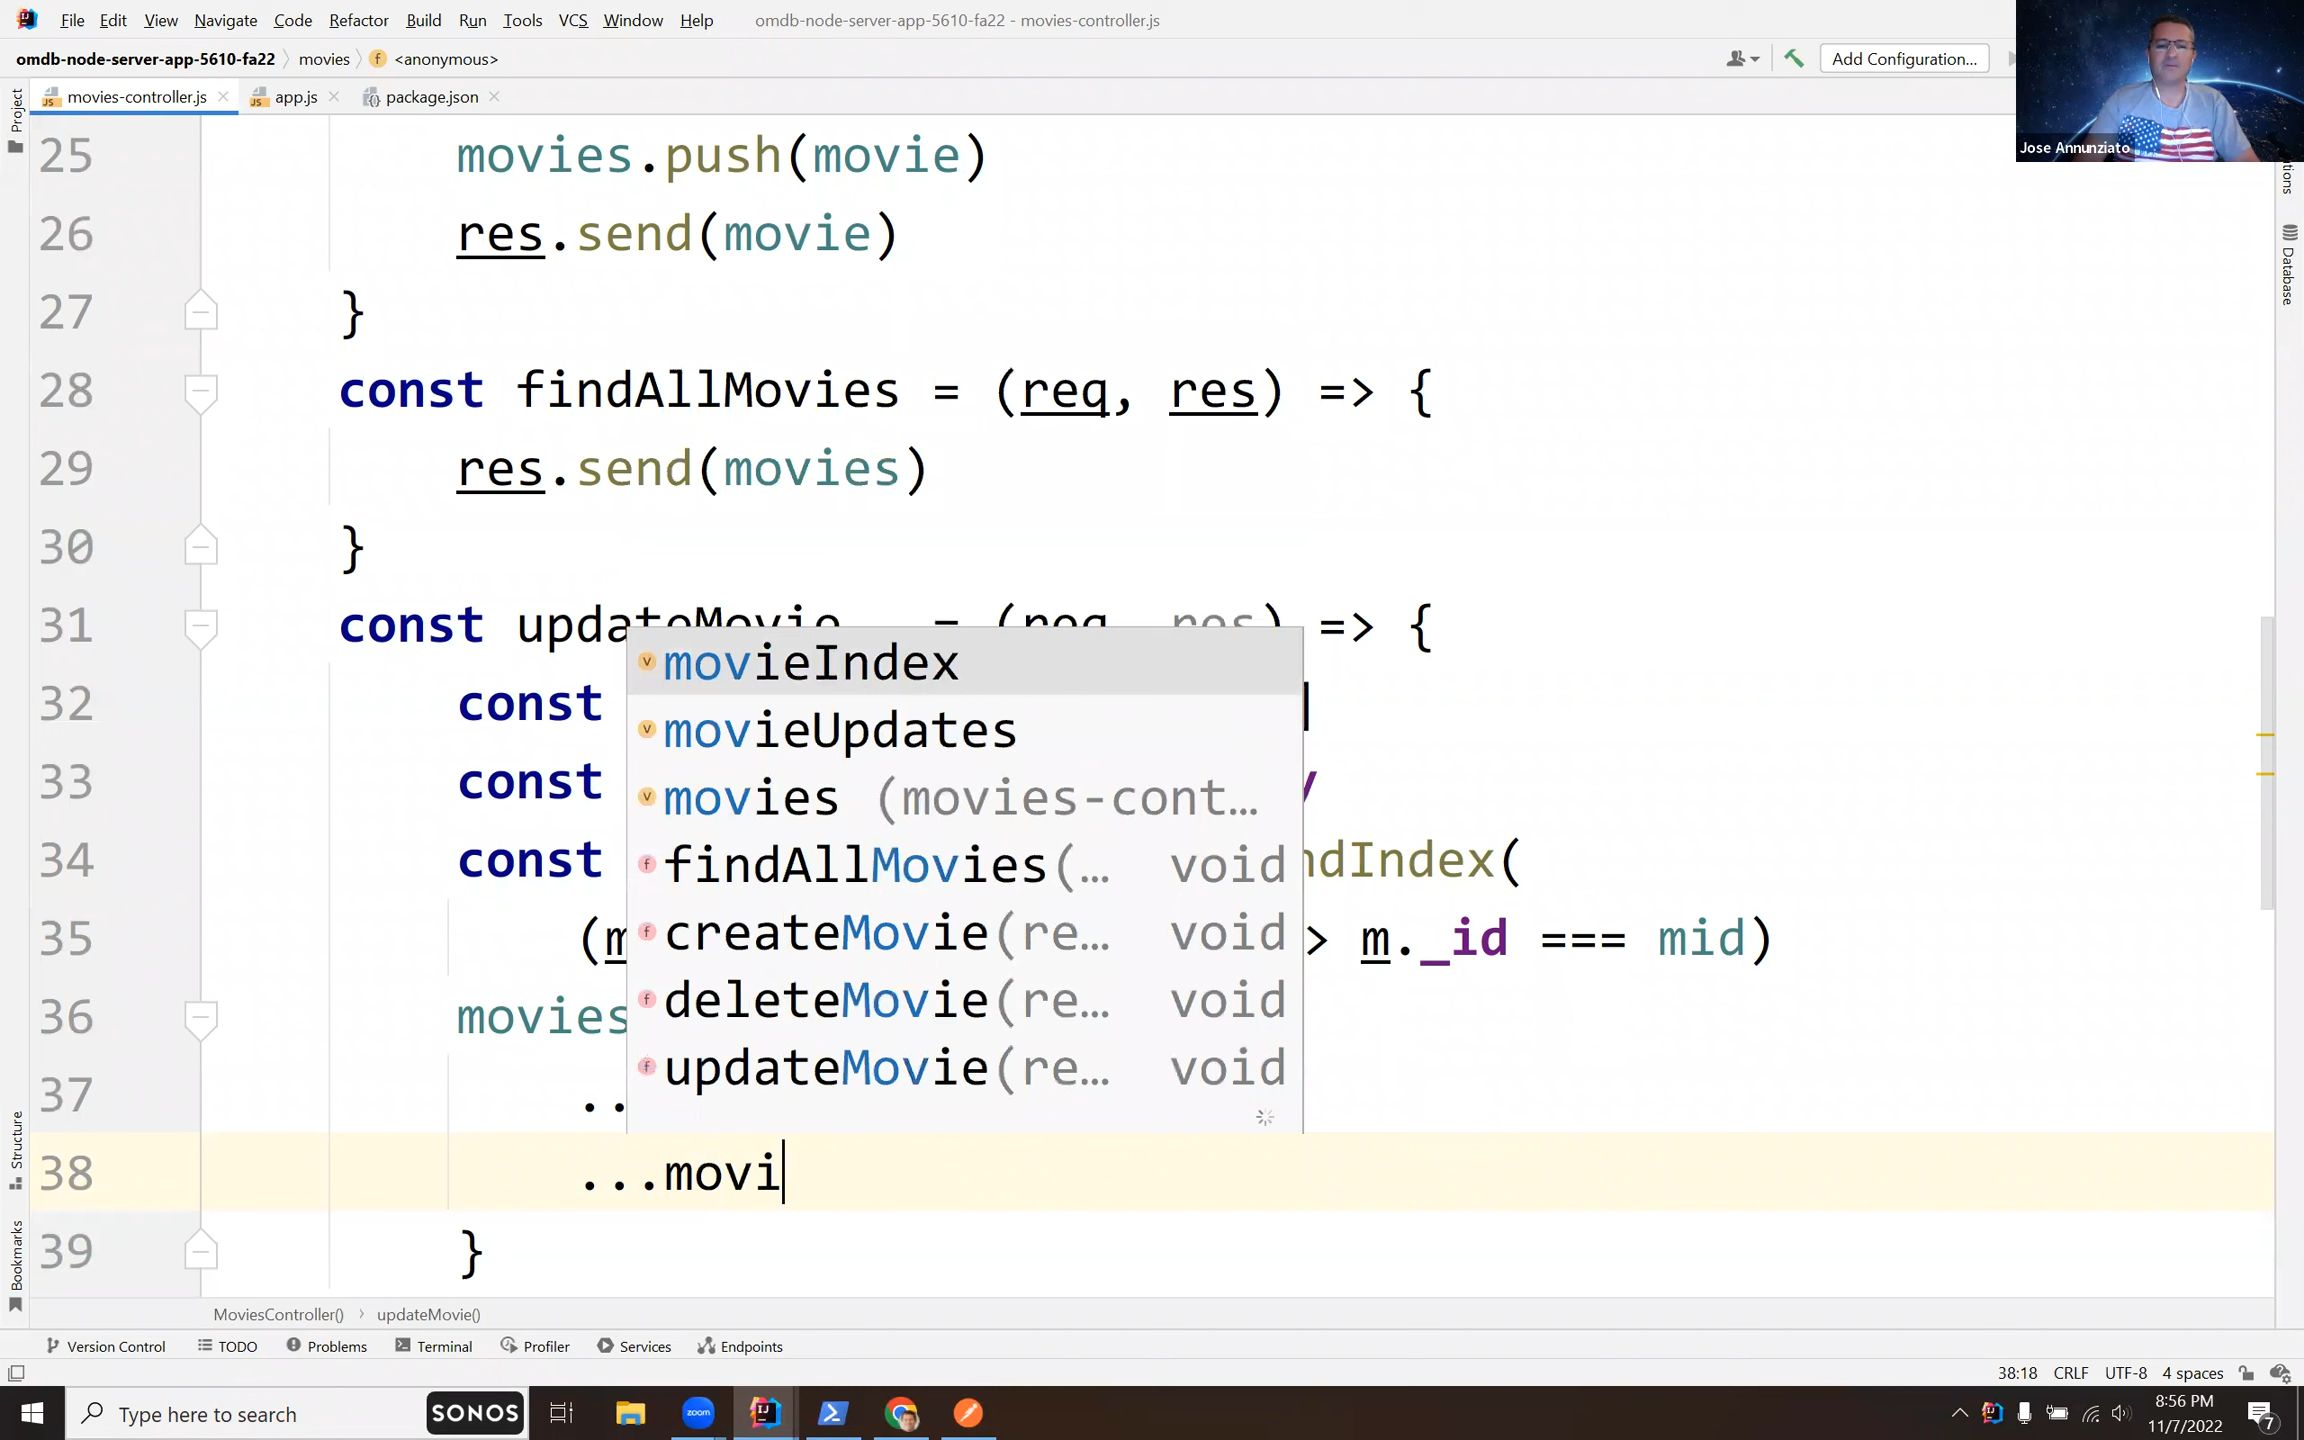 File Edit View Navigate Code Refactor Build Run Tools VCS Window Help omdb-node-server-app-5610-fa22 - movies-controller.js
omdb-node-server-app-5610-fa22 movies f <anonymous> Add Configuration...
Jose Annunziato
movies-controller.js app.js package.json
Project
Database
Structure
Bookmarks
25 movies.push(movie)
26 res.send(movie)
27 }
28 const findAllMovies = (req, res) => {
29 res.send(movies)
30 }
31 const updateMovie = (req, res) => {
movieIndex
32 const
movieUpdates
33 const
movies (movies-cont…
34 const ndIndex(
findAllMovies(… void
35 (m > m._id === mid)
createMovie(re… void
36 movies
deleteMovie(re… void
37 ..
updateMovie(re… void
38 ...movi
39 }
MoviesController() updateMovie()
Version Control TODO Problems Terminal Profiler Services Endpoints
38:18 CRLF UTF-8 4 spaces
Type here to search SONOS zoom
8:56 PM
11/7/2022
7